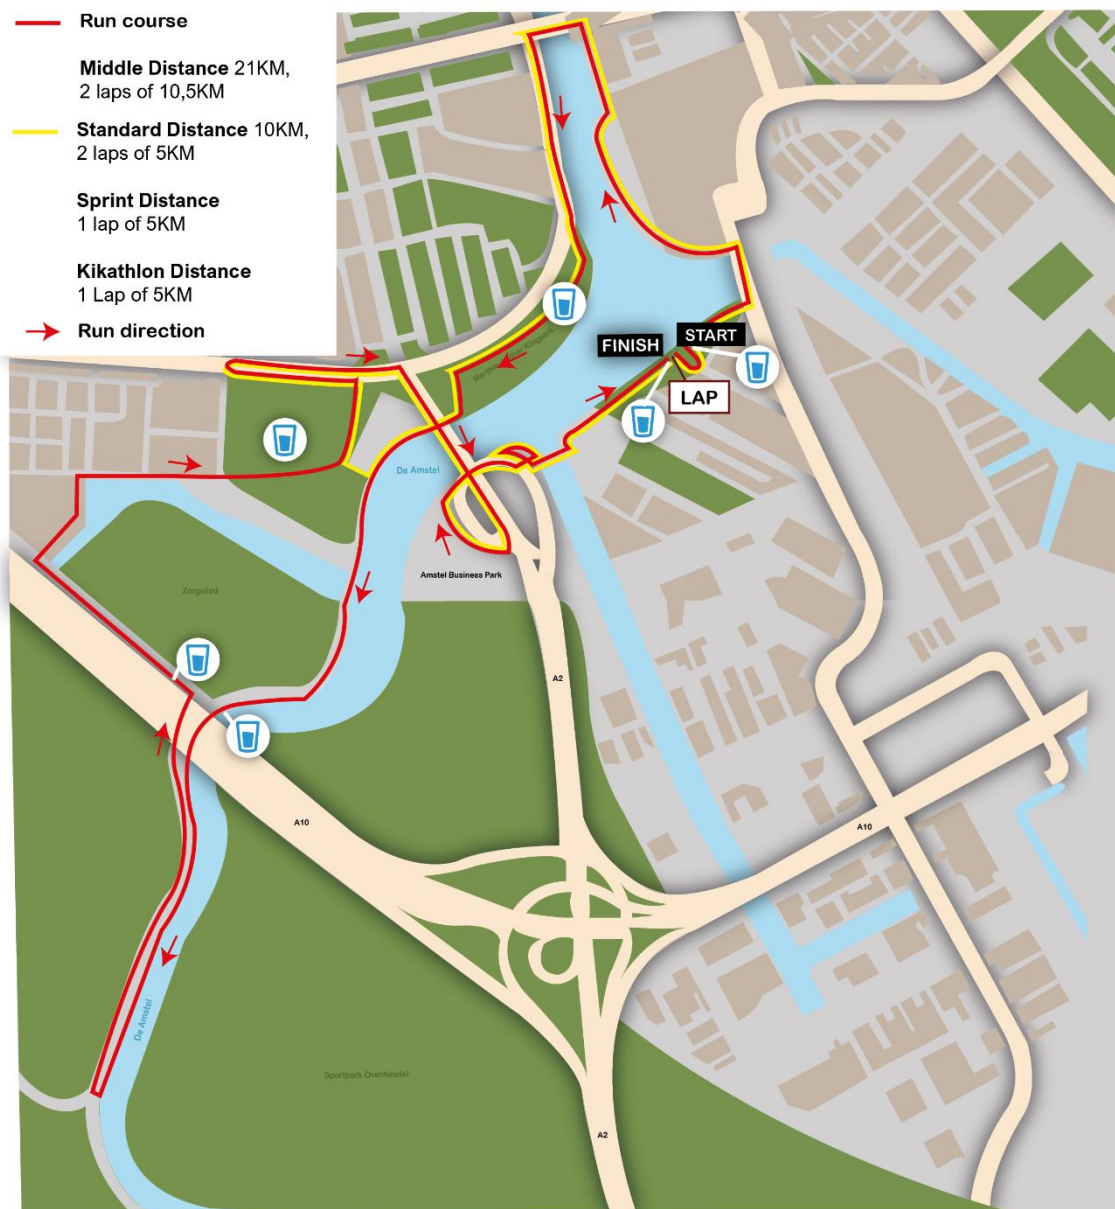 Run course
Middle Distance 21KM,
2 laps of 10,5KM
Standard Distance 10KM,
2 laps of 5KM
Sprint Distance
1 lap of 5KM
Kikathlon Distance
1 Lap of 5KM
Run direction
FINISH
START
LAP
De Amstel
Amstel Business Park
Zorgvlied
A2
A10
A10
De Amstel
Sportpark OverAmstel
A2